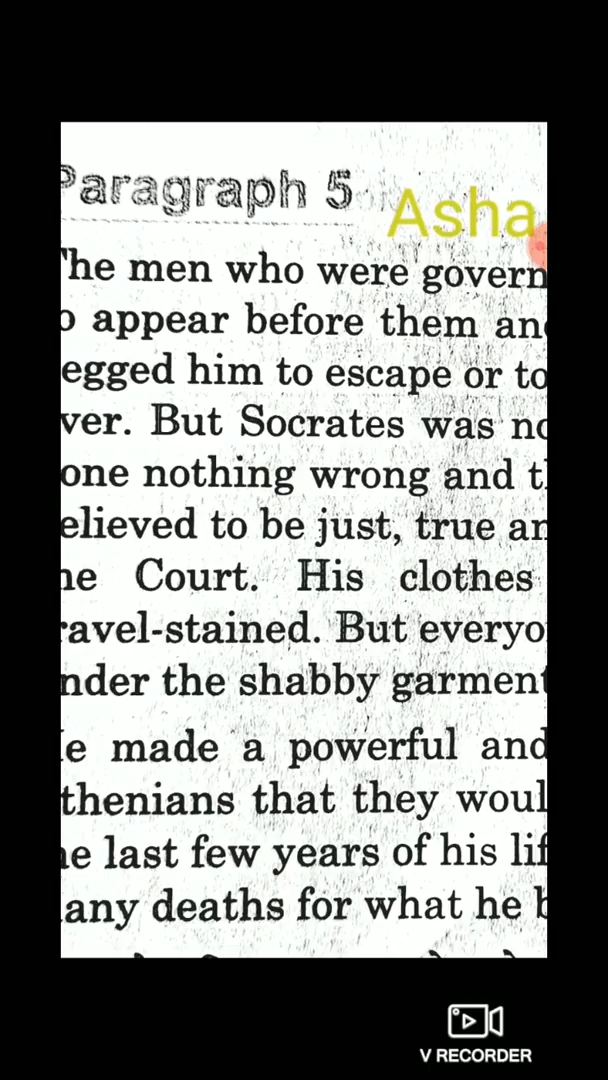 Paragraph 5
Asha
The men who were govern
o appear before them and
egged him to escape or to
ver. But Socrates was no
one nothing wrong and th
elieved to be just, true an
he Court. His clothes
ravel-stained. But everyo
nder the shabby garment
He made a powerful and
thenians that they woul
he last few years of his lif
any deaths for what he b
V RECORDER